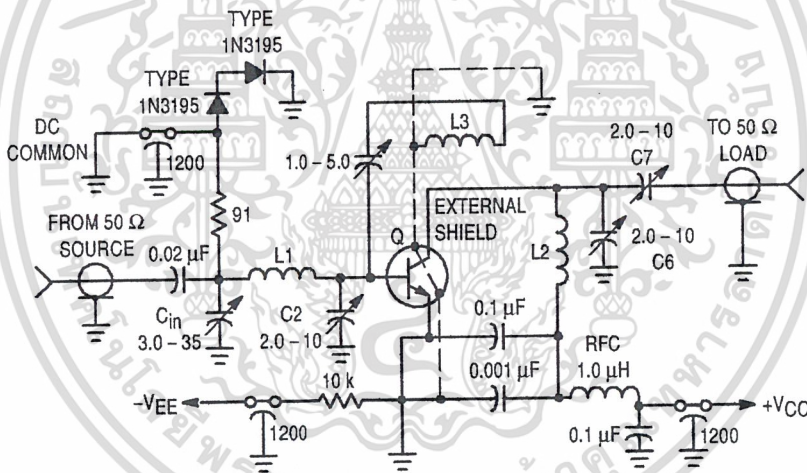 TYPE
1N3195
TYPE
1N3195
DC
COMMON
1200
L3
1.0 – 5.0
2.0 – 10
C7
TO 50 Ω
LOAD
91
FROM 50 Ω
SOURCE
0.02 µF
L1
Q
EXTERNAL
SHIELD
L2
2.0 – 10
C6
Cin
3.0 – 35
C2
2.0 – 10
0.1 µF
0.001 µF
RFC
1.0 µH
–VEE
10 k
1200
0.1 µF
1200
+VCC